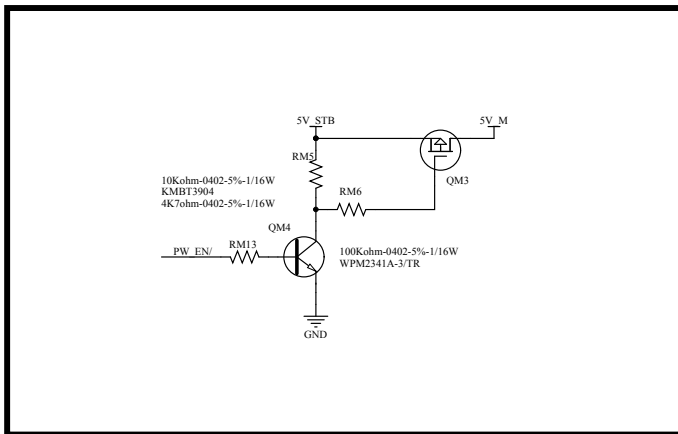 5V_STB
5V_M
RM5
10Kohm-0402-5%-1/16W
KMBT3904
4K7ohm-0402-5%-1/16W
RM6
QM3
QM4
PW_EN/
RM13
100Kohm-0402-5%-1/16W
WPM2341A-3/TR
GND